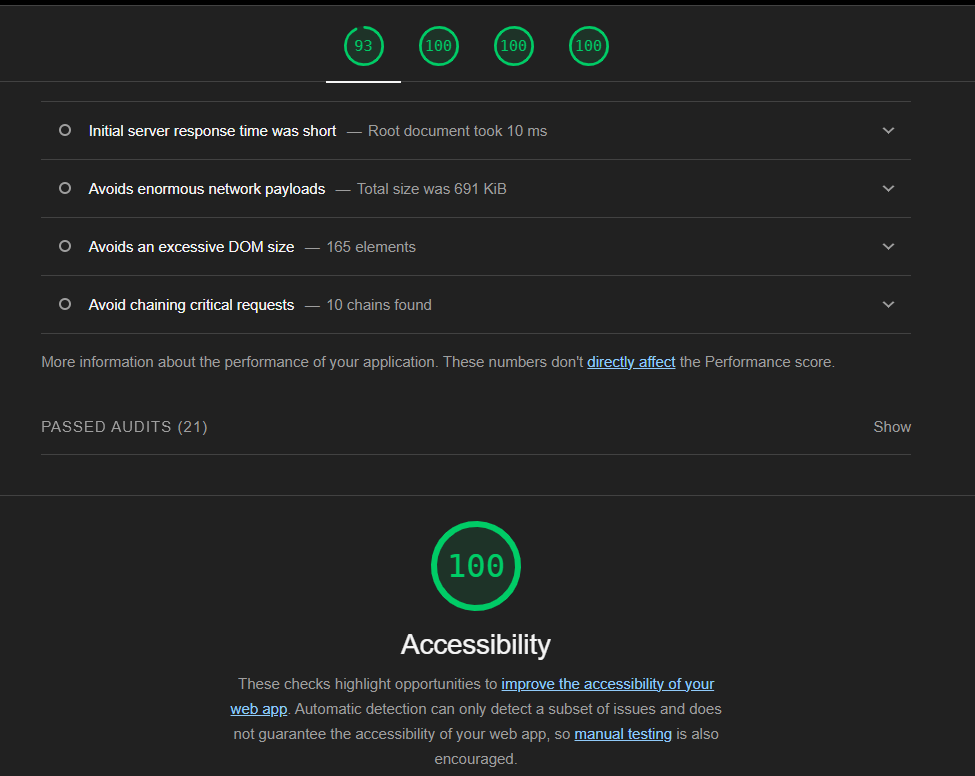 93 100 100 100
Initial server response time was short — Root document took 10 ms
Avoids enormous network payloads — Total size was 691 KiB
Avoids an excessive DOM size — 165 elements
Avoid chaining critical requests — 10 chains found
More information about the performance of your application. These numbers don't directly affect the Performance score.
PASSED AUDITS (21) Show
100
Accessibility
These checks highlight opportunities to improve the accessibility of your
web app. Automatic detection can only detect a subset of issues and does
not guarantee the accessibility of your web app, so manual testing is also
encouraged.